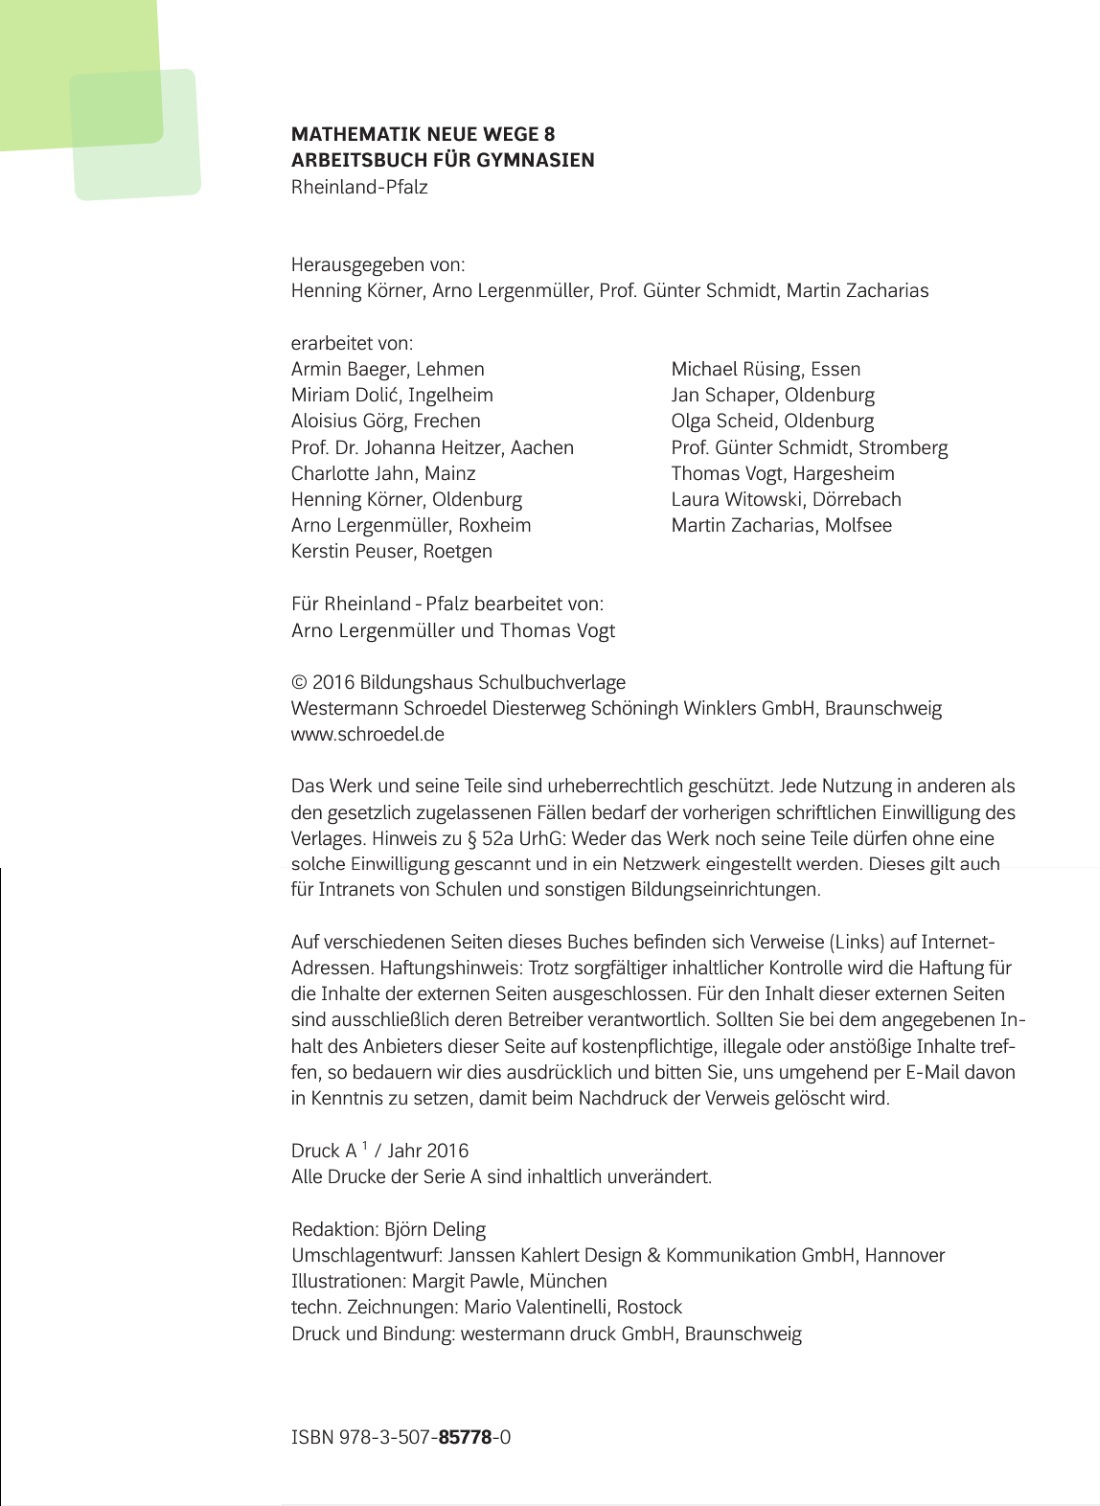 MATHEMATIK NEUE WEGE 8
ARBEITSBUCH FÜR GYMNASIEN
Rheinland-Pfalz
Herausgegeben von:
Henning Körner, Arno Lergenmüller, Prof. Günter Schmidt, Martin Zacharias
erarbeitet von:
Armin Baeger, Lehmen
Miriam Dolić, Ingelheim
Aloisius Görg, Frechen
Prof. Dr. Johanna Heitzer, Aachen
Charlotte Jahn, Mainz
Henning Körner, Oldenburg
Arno Lergenmüller, Roxheim
Kerstin Peuser, Roetgen
Michael Rüsing, Essen
Jan Schaper, Oldenburg
Olga Scheid, Oldenburg
Prof. Günter Schmidt, Stromberg
Thomas Vogt, Hargesheim
Laura Witowski, Dörrebach
Martin Zacharias, Molfsee
Für Rheinland - Pfalz bearbeitet von:
Arno Lergenmüller und Thomas Vogt
© 2016 Bildungshaus Schulbuchverlage
Westermann Schroedel Diesterweg Schöningh Winklers GmbH, Braunschweig
www.schroedel.de
Das Werk und seine Teile sind urheberrechtlich geschützt. Jede Nutzung in anderen als
den gesetzlich zugelassenen Fällen bedarf der vorherigen schriftlichen Einwilligung des
Verlages. Hinweis zu § 52a UrhG: Weder das Werk noch seine Teile dürfen ohne eine
solche Einwilligung gescannt und in ein Netzwerk eingestellt werden. Dieses gilt auch
für Intranets von Schulen und sonstigen Bildungseinrichtungen.
Auf verschiedenen Seiten dieses Buches befinden sich Verweise (Links) auf Internet-
Adressen. Haftungshinweis: Trotz sorgfältiger inhaltlicher Kontrolle wird die Haftung für
die Inhalte der externen Seiten ausgeschlossen. Für den Inhalt dieser externen Seiten
sind ausschließlich deren Betreiber verantwortlich. Sollten Sie bei dem angegebenen In-
halt des Anbieters dieser Seite auf kostenpflichtige, illegale oder anstößige Inhalte tref-
fen, so bedauern wir dies ausdrücklich und bitten Sie, uns umgehend per E-Mail davon
in Kenntnis zu setzen, damit beim Nachdruck der Verweis gelöscht wird.
Druck A ¹ / Jahr 2016
Alle Drucke der Serie A sind inhaltlich unverändert.
Redaktion: Björn Deling
Umschlagentwurf: Janssen Kahlert Design & Kommunikation GmbH, Hannover
Illustrationen: Margit Pawle, München
techn. Zeichnungen: Mario Valentinelli, Rostock
Druck und Bindung: westermann druck GmbH, Braunschweig
ISBN 978-3-507-85778-0